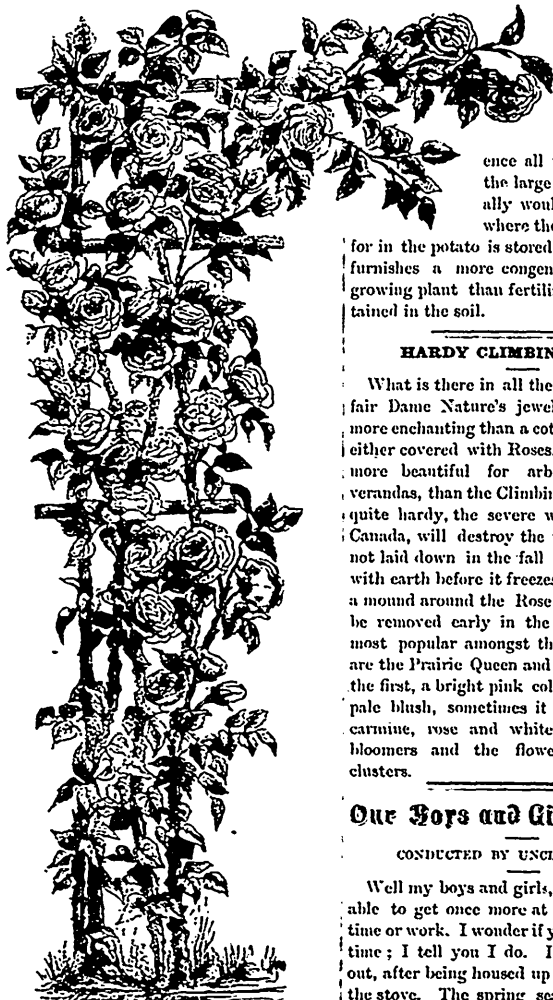 ence all
the large
ally woul
where the
for in the potato is stored
furnishes a more congen
growing plant than fertili
tained in the soil.
HARDY CLIMBIN
What is there in all the
fair Dame Nature's jewel
more enchanting than a cot
either covered with Roses.
more beautiful for arb
verandas, than the Climbin
quite hardy, the severe w
Canada, will destroy the
not laid down in the fall
with earth before it freezes
a mound around the Rose
be removed early in the
most popular amongst th
are the Prairie Queen and
the first, a bright pink col
pale blush, sometimes it
carmine, rose and white
bloomers and the flowe
clusters.
Our Boys and Gi
CONDUCTED BY UNCL
Well my boys and girls,
able to get once more at
time or work. I wonder if y
time ; I tell you I do. I
out, after being housed up
the stove. The spring sea